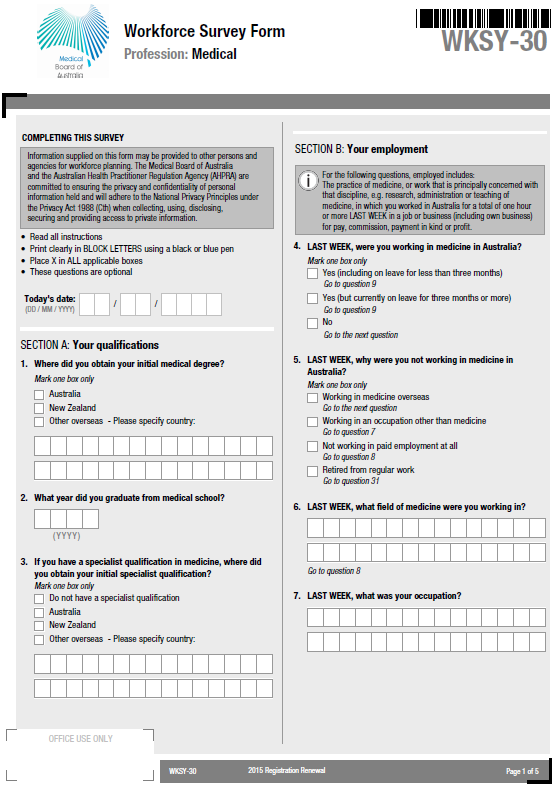 Medical
Board of
Australia
Workforce Survey Form
Profession: Medical
WKSY-30
COMPLETING THIS SURVEY
Information supplied on this form may be provided to other persons and
agencies for workforce planning. The Medical Board of Australia
and the Australian Health Practitioner Regulation Agency (AHPRA) are
committed to ensuring the privacy and confidentiality of personal
information held and will adhere to the National Privacy Principles under
the Privacy Act 1988 (Cth) when collecting, using, disclosing,
securing and providing access to private information.
• Read all instructions
• Print clearly in BLOCK LETTERS using a black or blue pen
• Place X in ALL applicable boxes
• These questions are optional
Today's date: / /
(DD / MM / YYYY)
SECTION A: Your qualifications
1. Where did you obtain your initial medical degree?
Mark one box only
Australia
New Zealand
Other overseas - Please specify country:
2. What year did you graduate from medical school?
(YYYY)
3. If you have a specialist qualification in medicine, where did
you obtain your initial specialist qualification?
Mark one box only
Do not have a specialist qualification
Australia
New Zealand
Other overseas - Please specify country:
SECTION B: Your employment
i
For the following questions, employed includes:
The practice of medicine, or work that is principally concerned with
that discipline, e.g. research, administration or teaching of
medicine, in which you worked in Australia for a total of one hour
or more LAST WEEK in a job or business (including own business)
for pay, commission, payment in kind or profit.
4. LAST WEEK, were you working in medicine in Australia?
Mark one box only
Yes (including on leave for less than three months)
Go to question 9
Yes (but currently on leave for three months or more)
Go to question 9
No
Go to the next question
5. LAST WEEK, why were you not working in medicine in
Australia?
Mark one box only
Working in medicine overseas
Go to the next question
Working in an occupation other than medicine
Go to question 7
Not working in paid employment at all
Go to question 8
Retired from regular work
Go to question 31
6. LAST WEEK, what field of medicine were you working in?
Go to question 8
7. LAST WEEK, what was your occupation?
OFFICE USE ONLY
WKSY-30
2015 Registration Renewal
Page 1 of 5